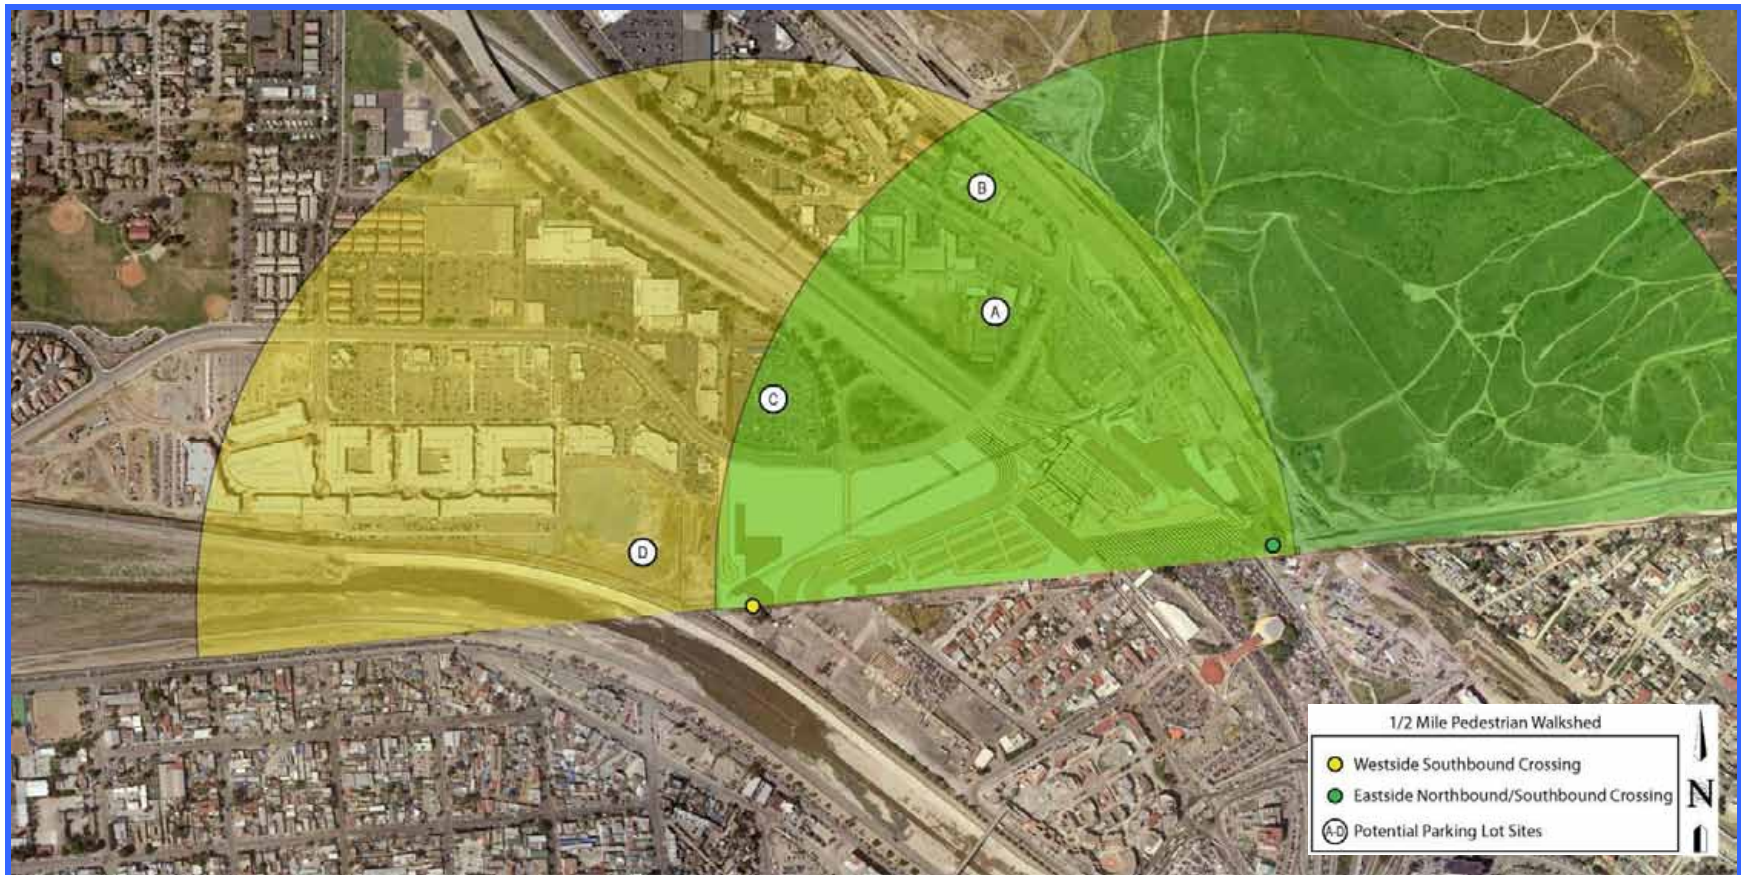 B
A
C
D
1/2 Mile Pedestrian Walkshed
Westside Southbound Crossing
Eastside Northbound/Southbound Crossing
N
A-D Potential Parking Lot Sites